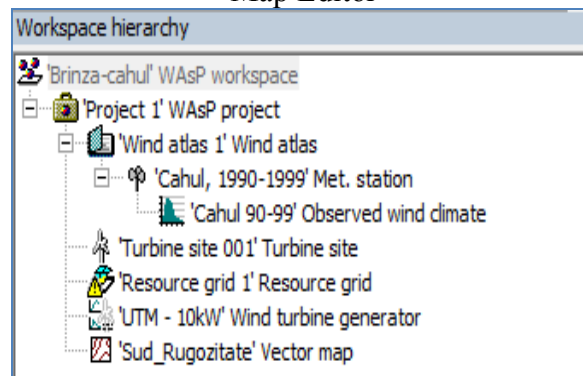 Map Editor
Workspace hierarchy
'Brinza-cahul' WAsP workspace
'Project 1' WAsP project
'Wind atlas 1' Wind atlas
'Cahul, 1990-1999' Met. station
'Cahul 90-99' Observed wind climate
'Turbine site 001' Turbine site
'Resource grid 1' Resource grid
'UTM - 10kW' Wind turbine generator
'Sud_Rugozitate' Vector map